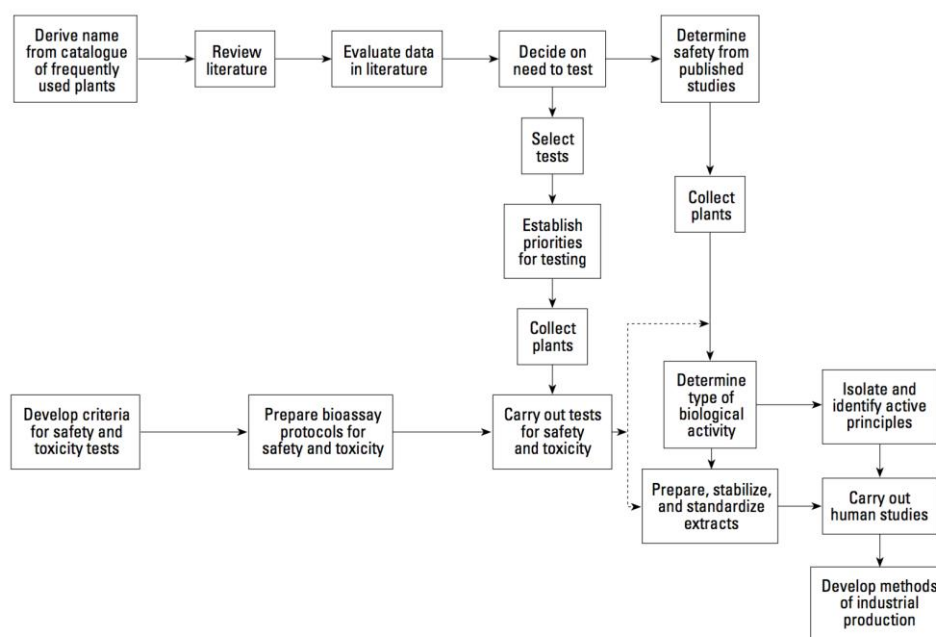 Derive name
from catalogue
of frequently
used plants
Review
literature
Evaluate data
in literature
Decide on
need to test
Determine
safety from
published
studies
Select
tests
Collect
plants
Establish
priorities
for testing
Collect
plants
Develop criteria
for safety and
toxicity tests
Prepare bioassay
protocols for
safety and toxicity
Carry out tests
for safety
and toxicity
Determine
type of
biological
activity
Isolate and
identify active
principles
Prepare, stabilize,
and standardize
extracts
Carry out
human studies
Develop methods
of industrial
production